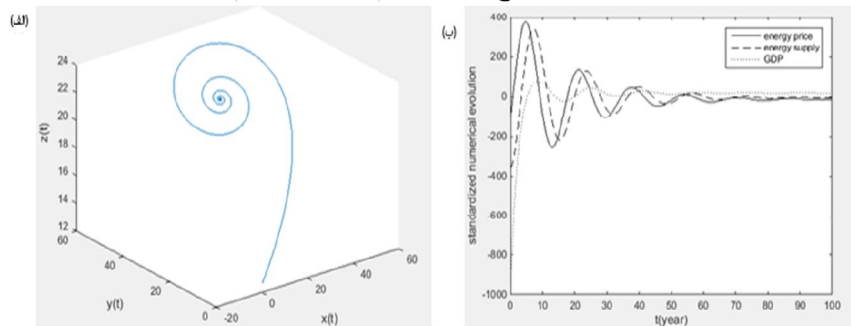 (الف)
24
22
20
18
16
14
12
z(t)
60
40
20
0
y(t)
-20
0
20
40
60
x(t)
(ب)
400
200
0
-200
-400
-600
-800
-1000
standardized numerical evolution
energy price
energy supply
GDP
0 10 20 30 40 50 60 70 80 90 100
t(year)